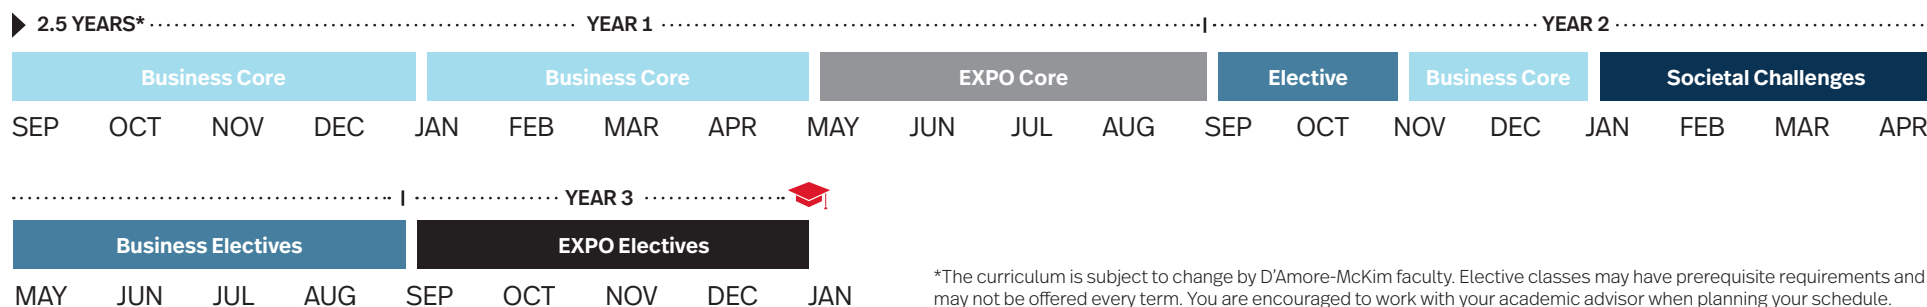 2.5 YEARS* YEAR 1 YEAR 2
Business Core Business Core EXPO Core Elective Business Core Societal Challenges
SEP OCT NOV DEC JAN FEB MAR APR MAY JUN JUL AUG SEP OCT NOV DEC JAN FEB MAR APR
YEAR 3
Business Electives EXPO Electives
MAY JUN JUL AUG SEP OCT NOV DEC JAN
*The curriculum is subject to change by D'Amore-McKim faculty. Elective classes may have prerequisite requirements and
may not be offered every term. You are encouraged to work with your academic advisor when planning your schedule.